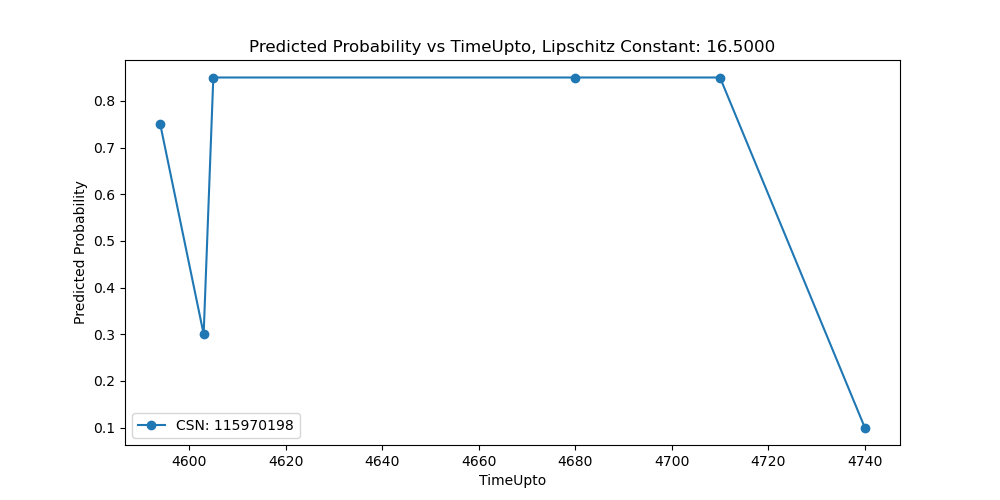 Predicted Probability vs TimeUpto, Lipschitz Constant: 16.5000
Predicted Probability
0.8
0.7
0.6
0.5
0.4
0.3
0.2
0.1
CSN: 115970198
4600 4620 4640 4660 4680 4700 4720 4740
TimeUpto